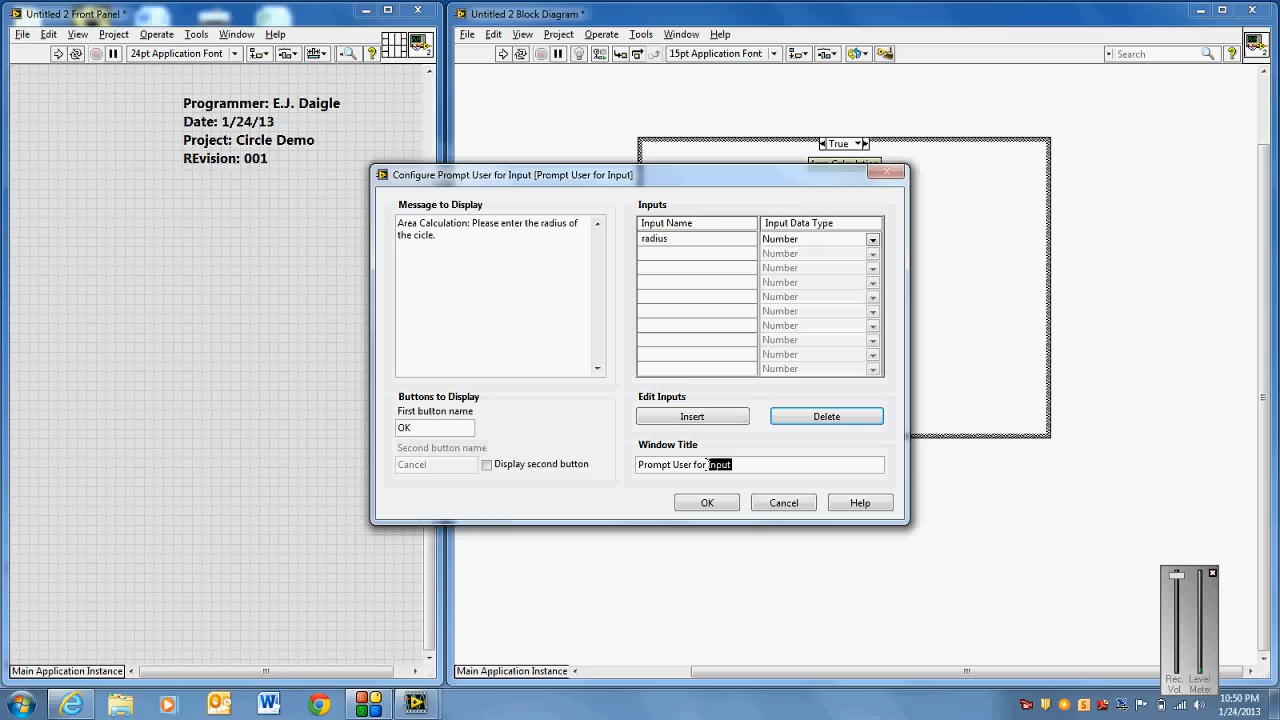 Untitled 2 Front Panel *
File Edit View Project Operate Tools Window Help
24pt Application Font
Programmer: E.J. Daigle
Date: 1/24/13
Project: Circle Demo
REvision: 001
Main Application Instance
Untitled 2 Block Diagram *
File Edit View Project Operate Tools Window Help
15pt Application Font
Search
True
Main Application Instance
Configure Prompt User for Input [Prompt User for Input]
Message to Display
Area Calculation: Please enter the radius of
the circle.
Buttons to Display
First button name
OK
Second button name
Cancel
Display second button
Inputs
Input Name Input Data Type
radius Number
Number
Number
Number
Number
Number
Number
Number
Number
Number
Edit Inputs
Insert Delete
Window Title
Prompt User for Input
OK Cancel Help
Rec. Level
Vol. Meter
10:50 PM
1/24/2013